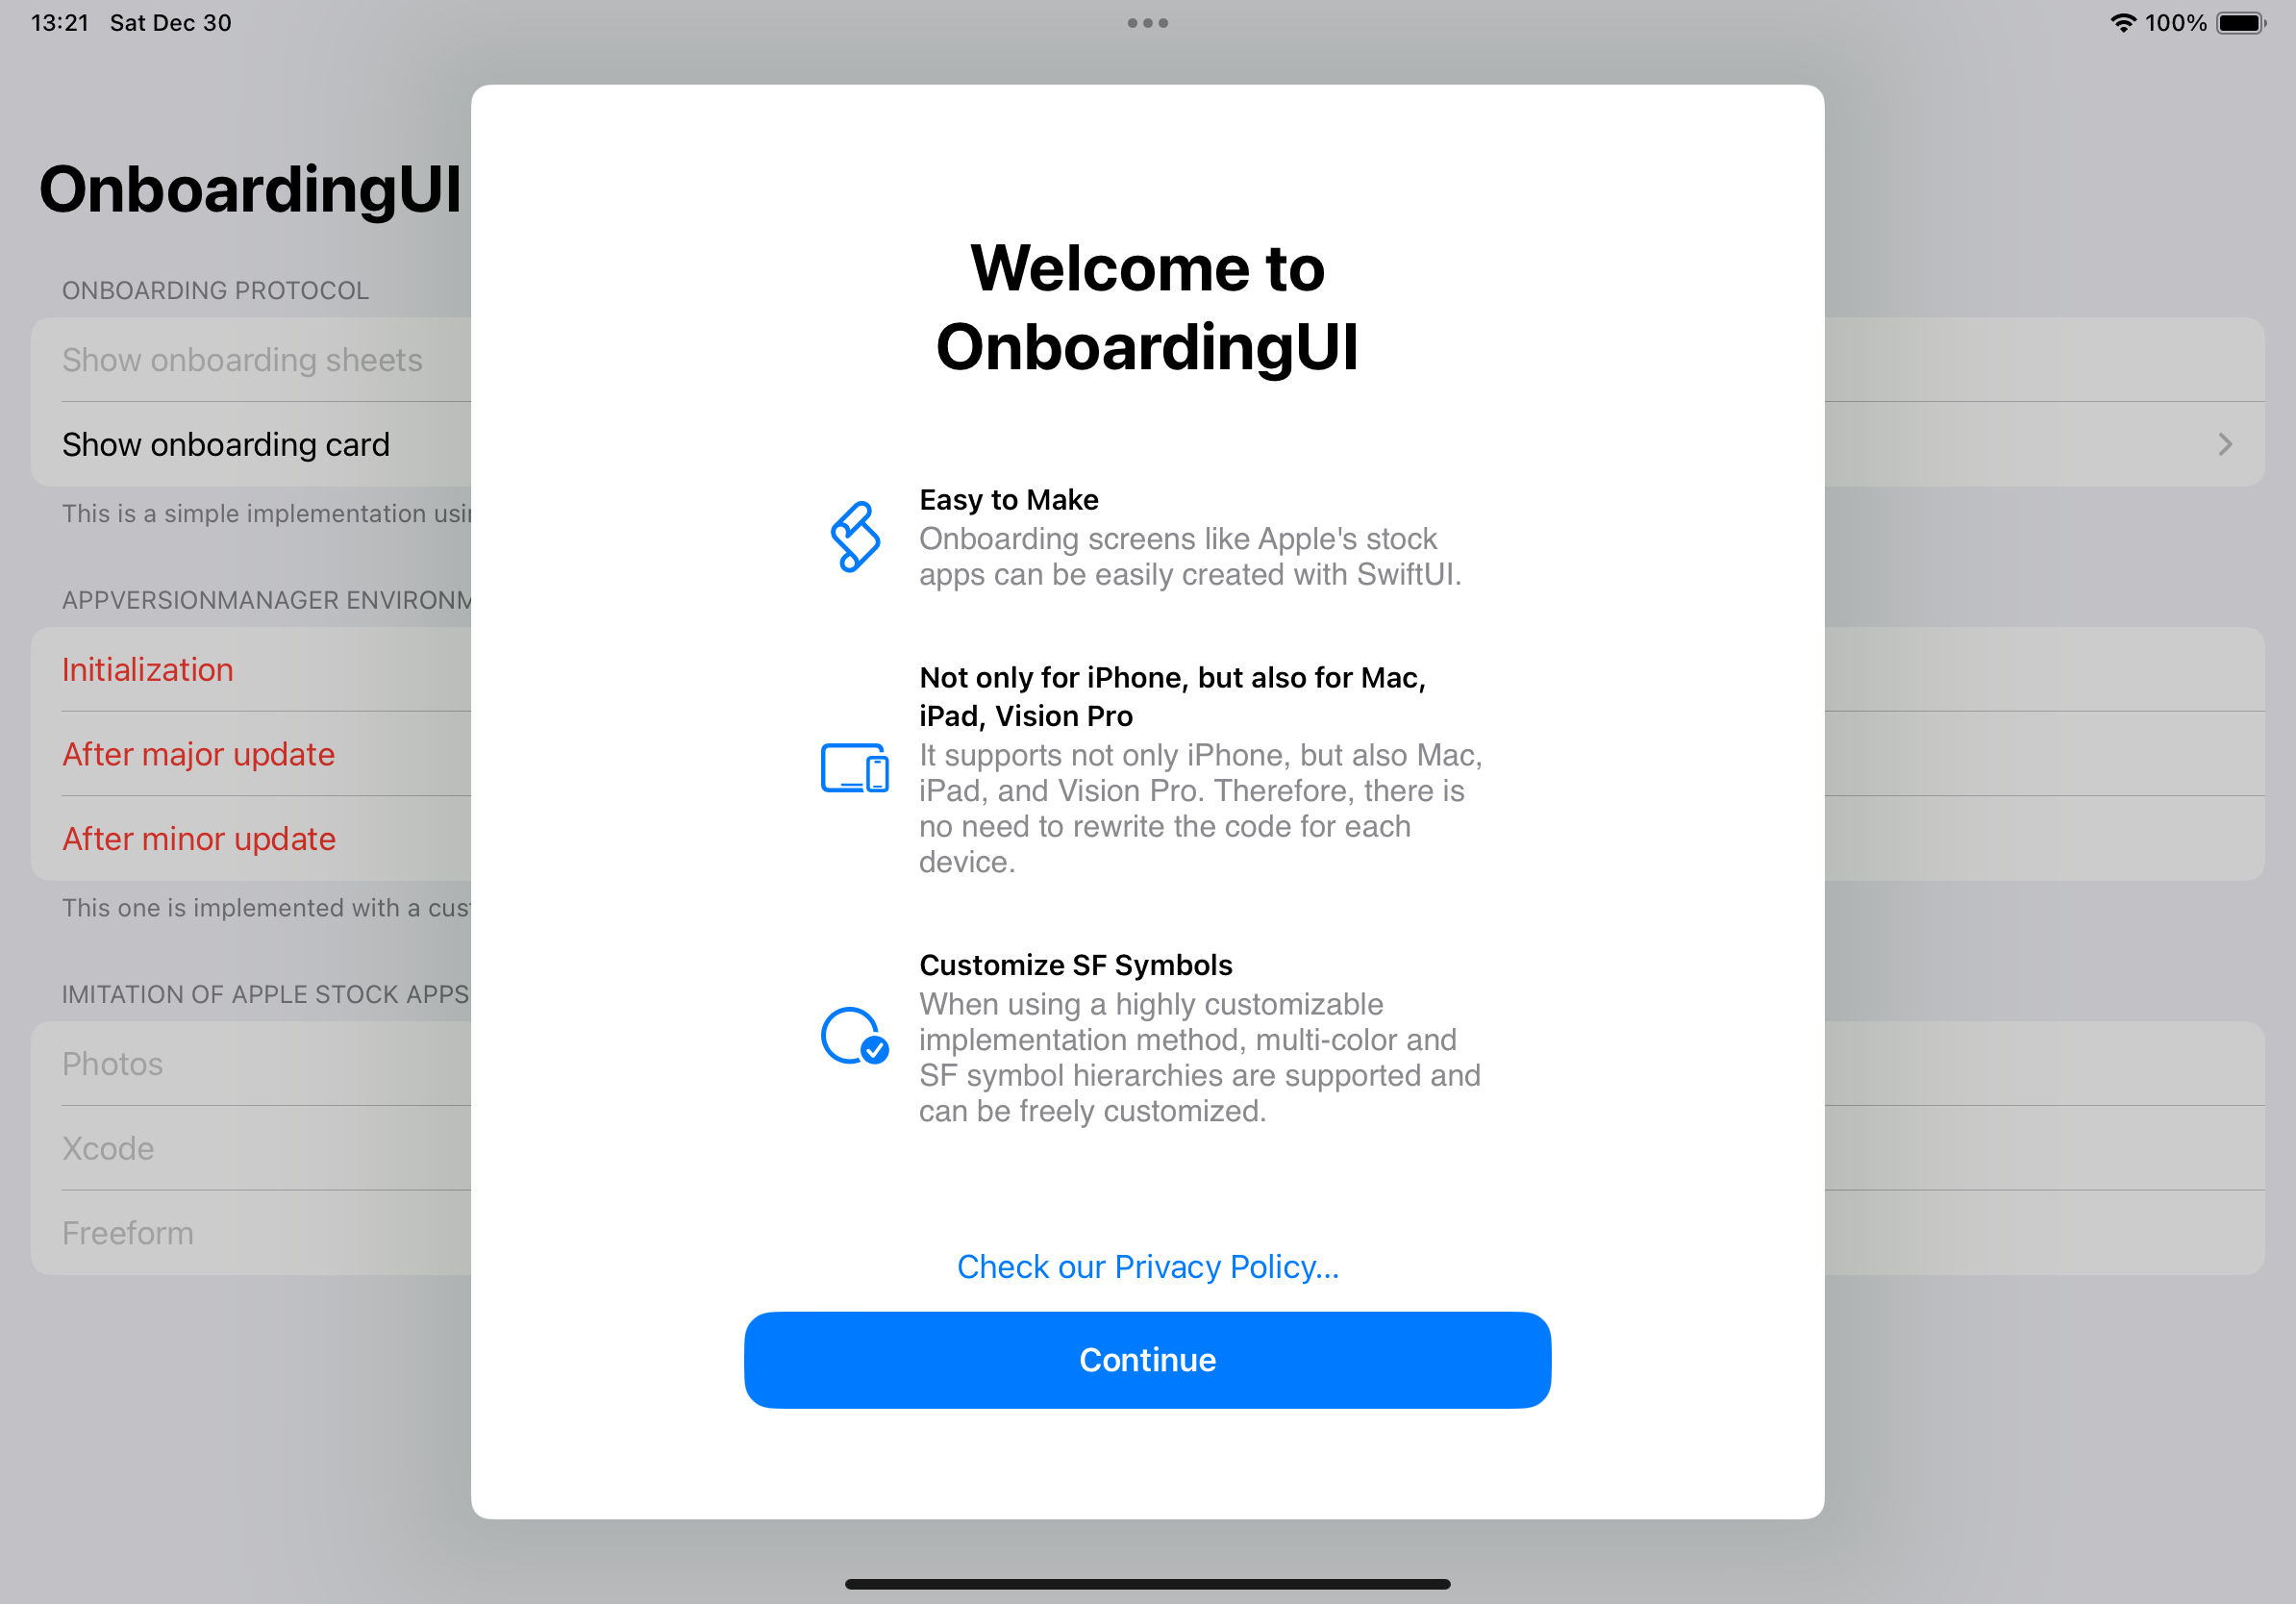 13:21 Sat Dec 30
100%
OnboardingUI
ONBOARDING PROTOCOL
Show onboarding sheets
Show onboarding card
This is a simple implementation
APPVERSIONMANAGER
Initialization
After major update
After minor update
This one is implemented with a
IMITATION OF APPLE STOCK APPS
Photos
Xcode
Freeform
Welcome to
OnboardingUI
Easy to Make
Onboarding screens like Apple's stock
apps can be easily created with SwiftUI.
Not only for iPhone, but also for Mac,
iPad, Vision Pro
It supports not only iPhone, but also Mac,
iPad, and Vision Pro. Therefore, there is
no need to rewrite the code for each
device.
Customize SF Symbols
When using a highly customizable
implementation method, multi-color and
SF symbol hierarchies are supported and
can be freely customized.
Check our Privacy Policy...
Continue